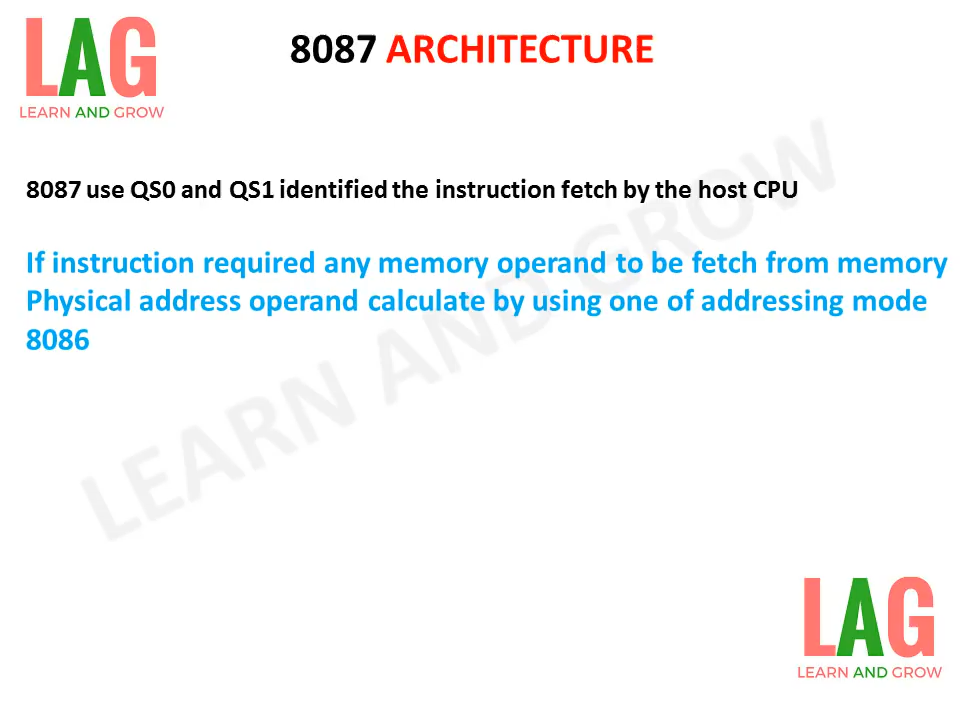 LAG
LEARN AND GROW
8087 ARCHITECTURE
8087 use QS0 and QS1 identified the instruction fetch by the host CPU
If instruction required any memory operand to be fetch from memory
Physical address operand calculate by using one of addressing mode
8086
LEARN AND GROW
LAG
LEARN AND GROW